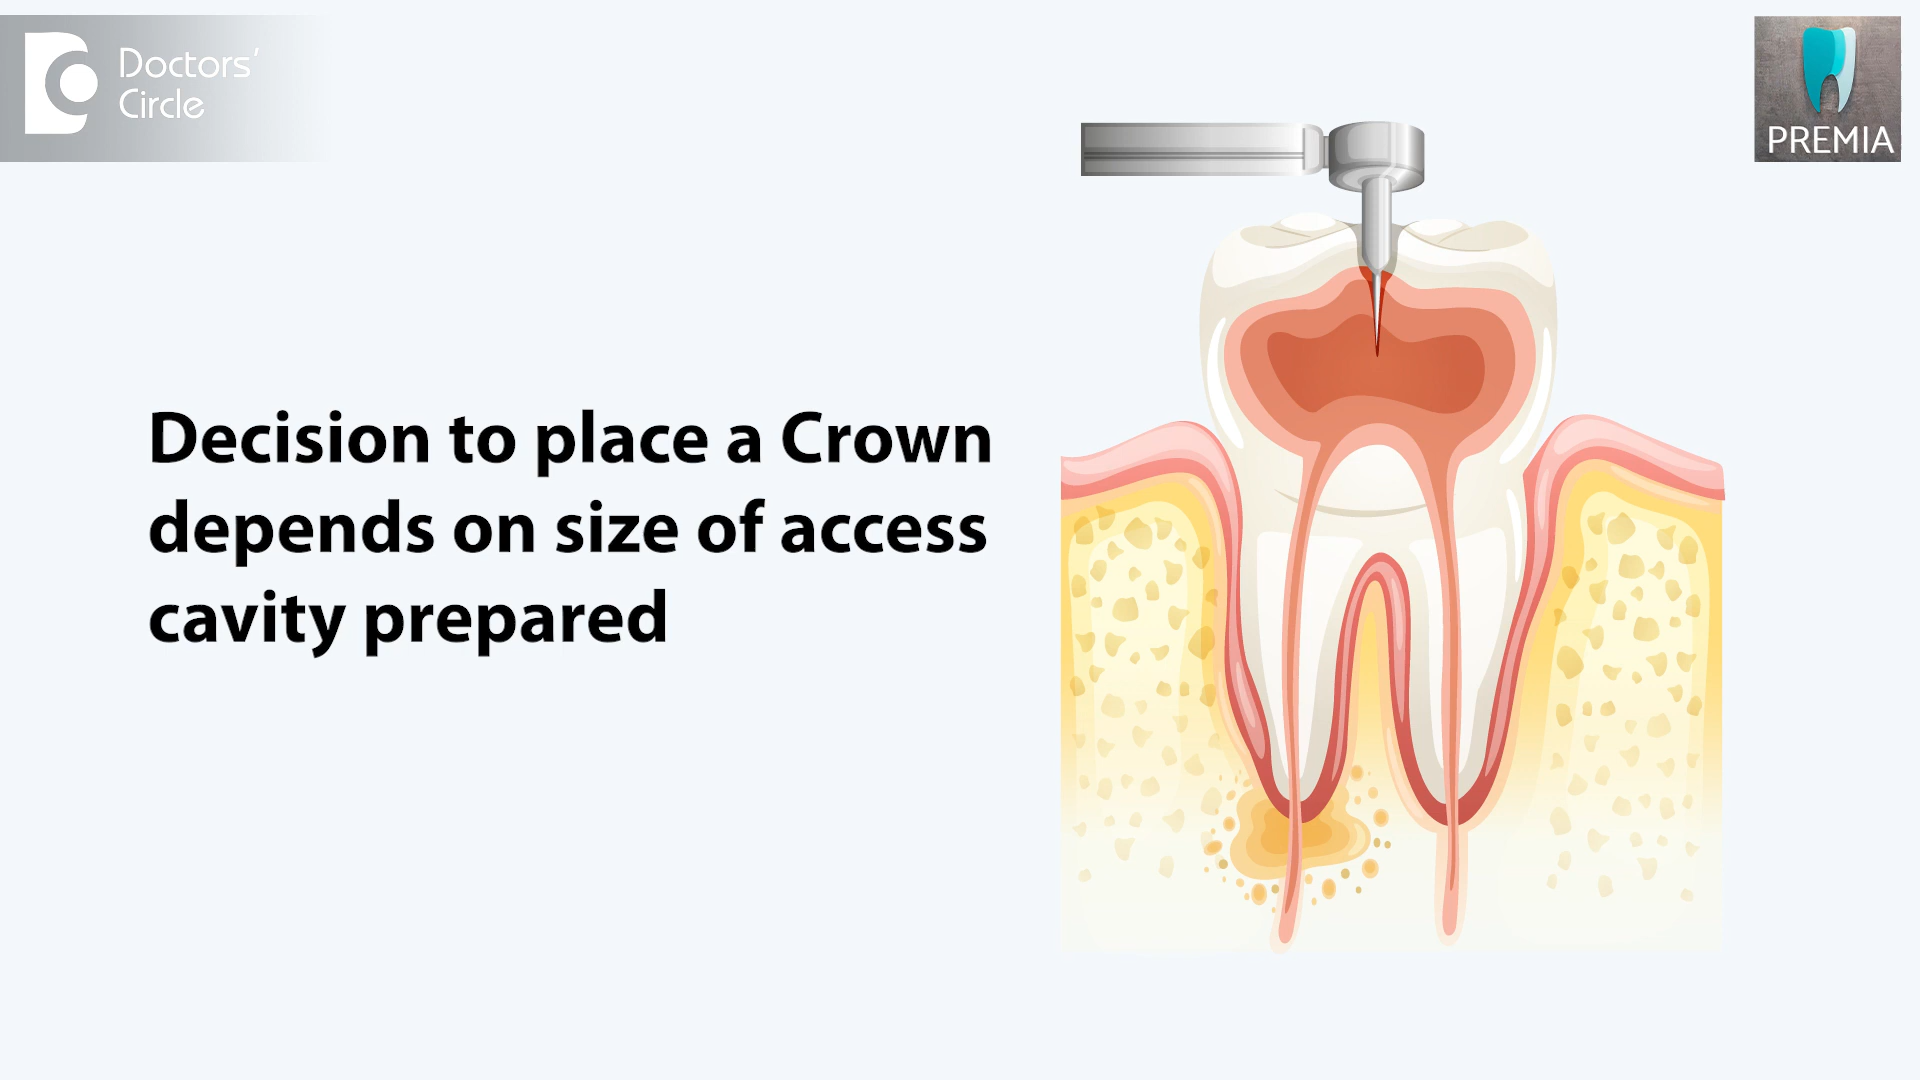 Doctors'
Circle
PREMIA
Decision to place a Crown
depends on size of access
cavity prepared